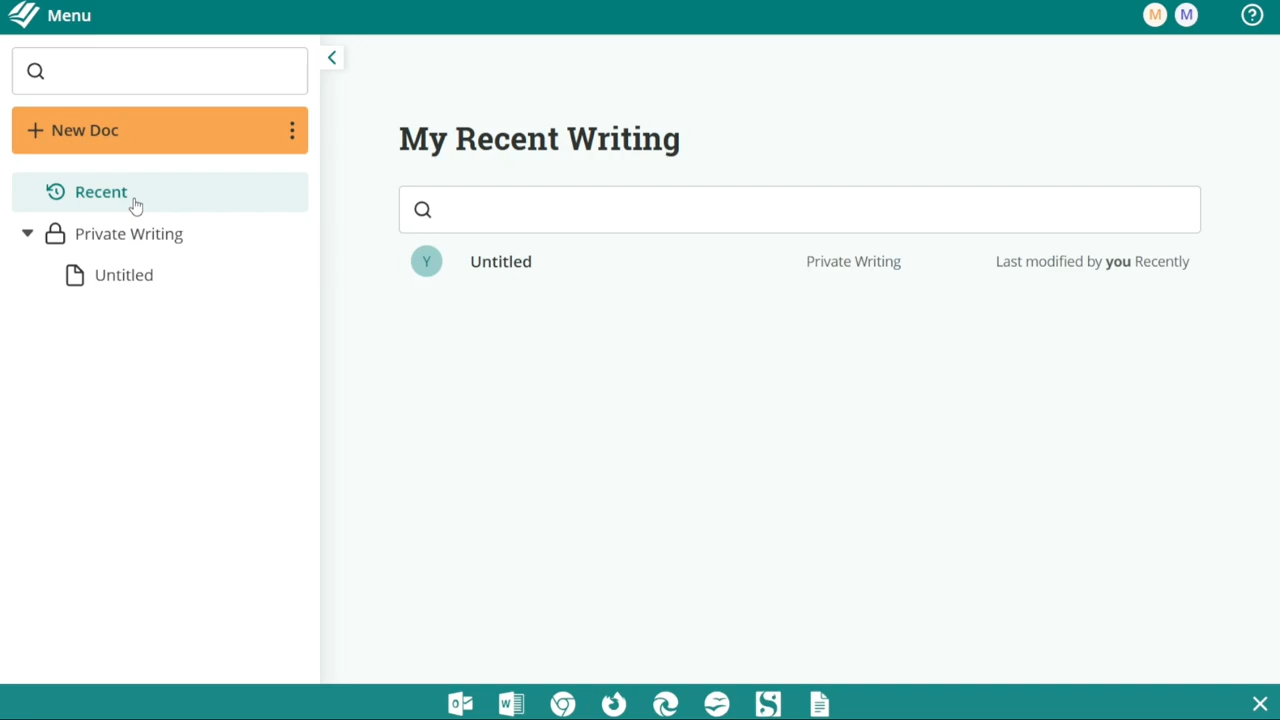 Menu
M M
New Doc
Recent
Private Writing
Untitled
My Recent Writing
Y Untitled Private Writing Last modified by you Recently